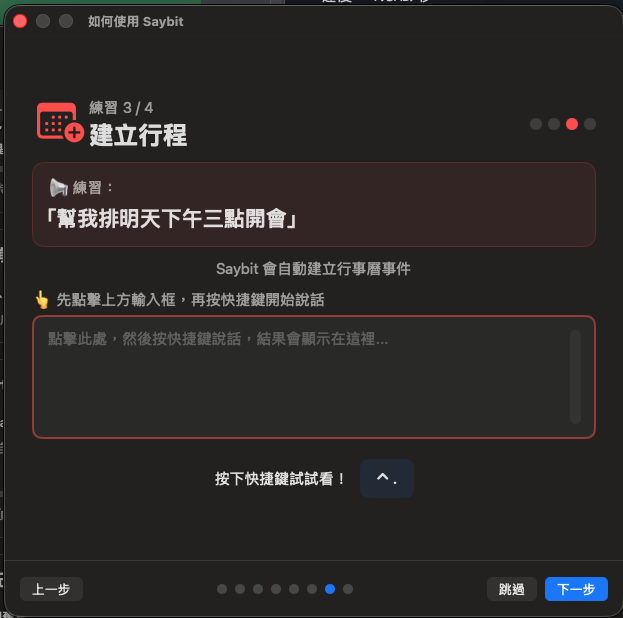 如何使用 Saybit
練習 3 / 4
建立行程
練習：
「幫我排明天下午三點開會」
Saybit 會自動建立行事曆事件
先點擊上方輸入框，再按快捷鍵開始說話
點擊此處，然後按快捷鍵說話，結果會顯示在這裡...
按下快捷鍵試試看！ ^ .
上一步 跳過 下一步